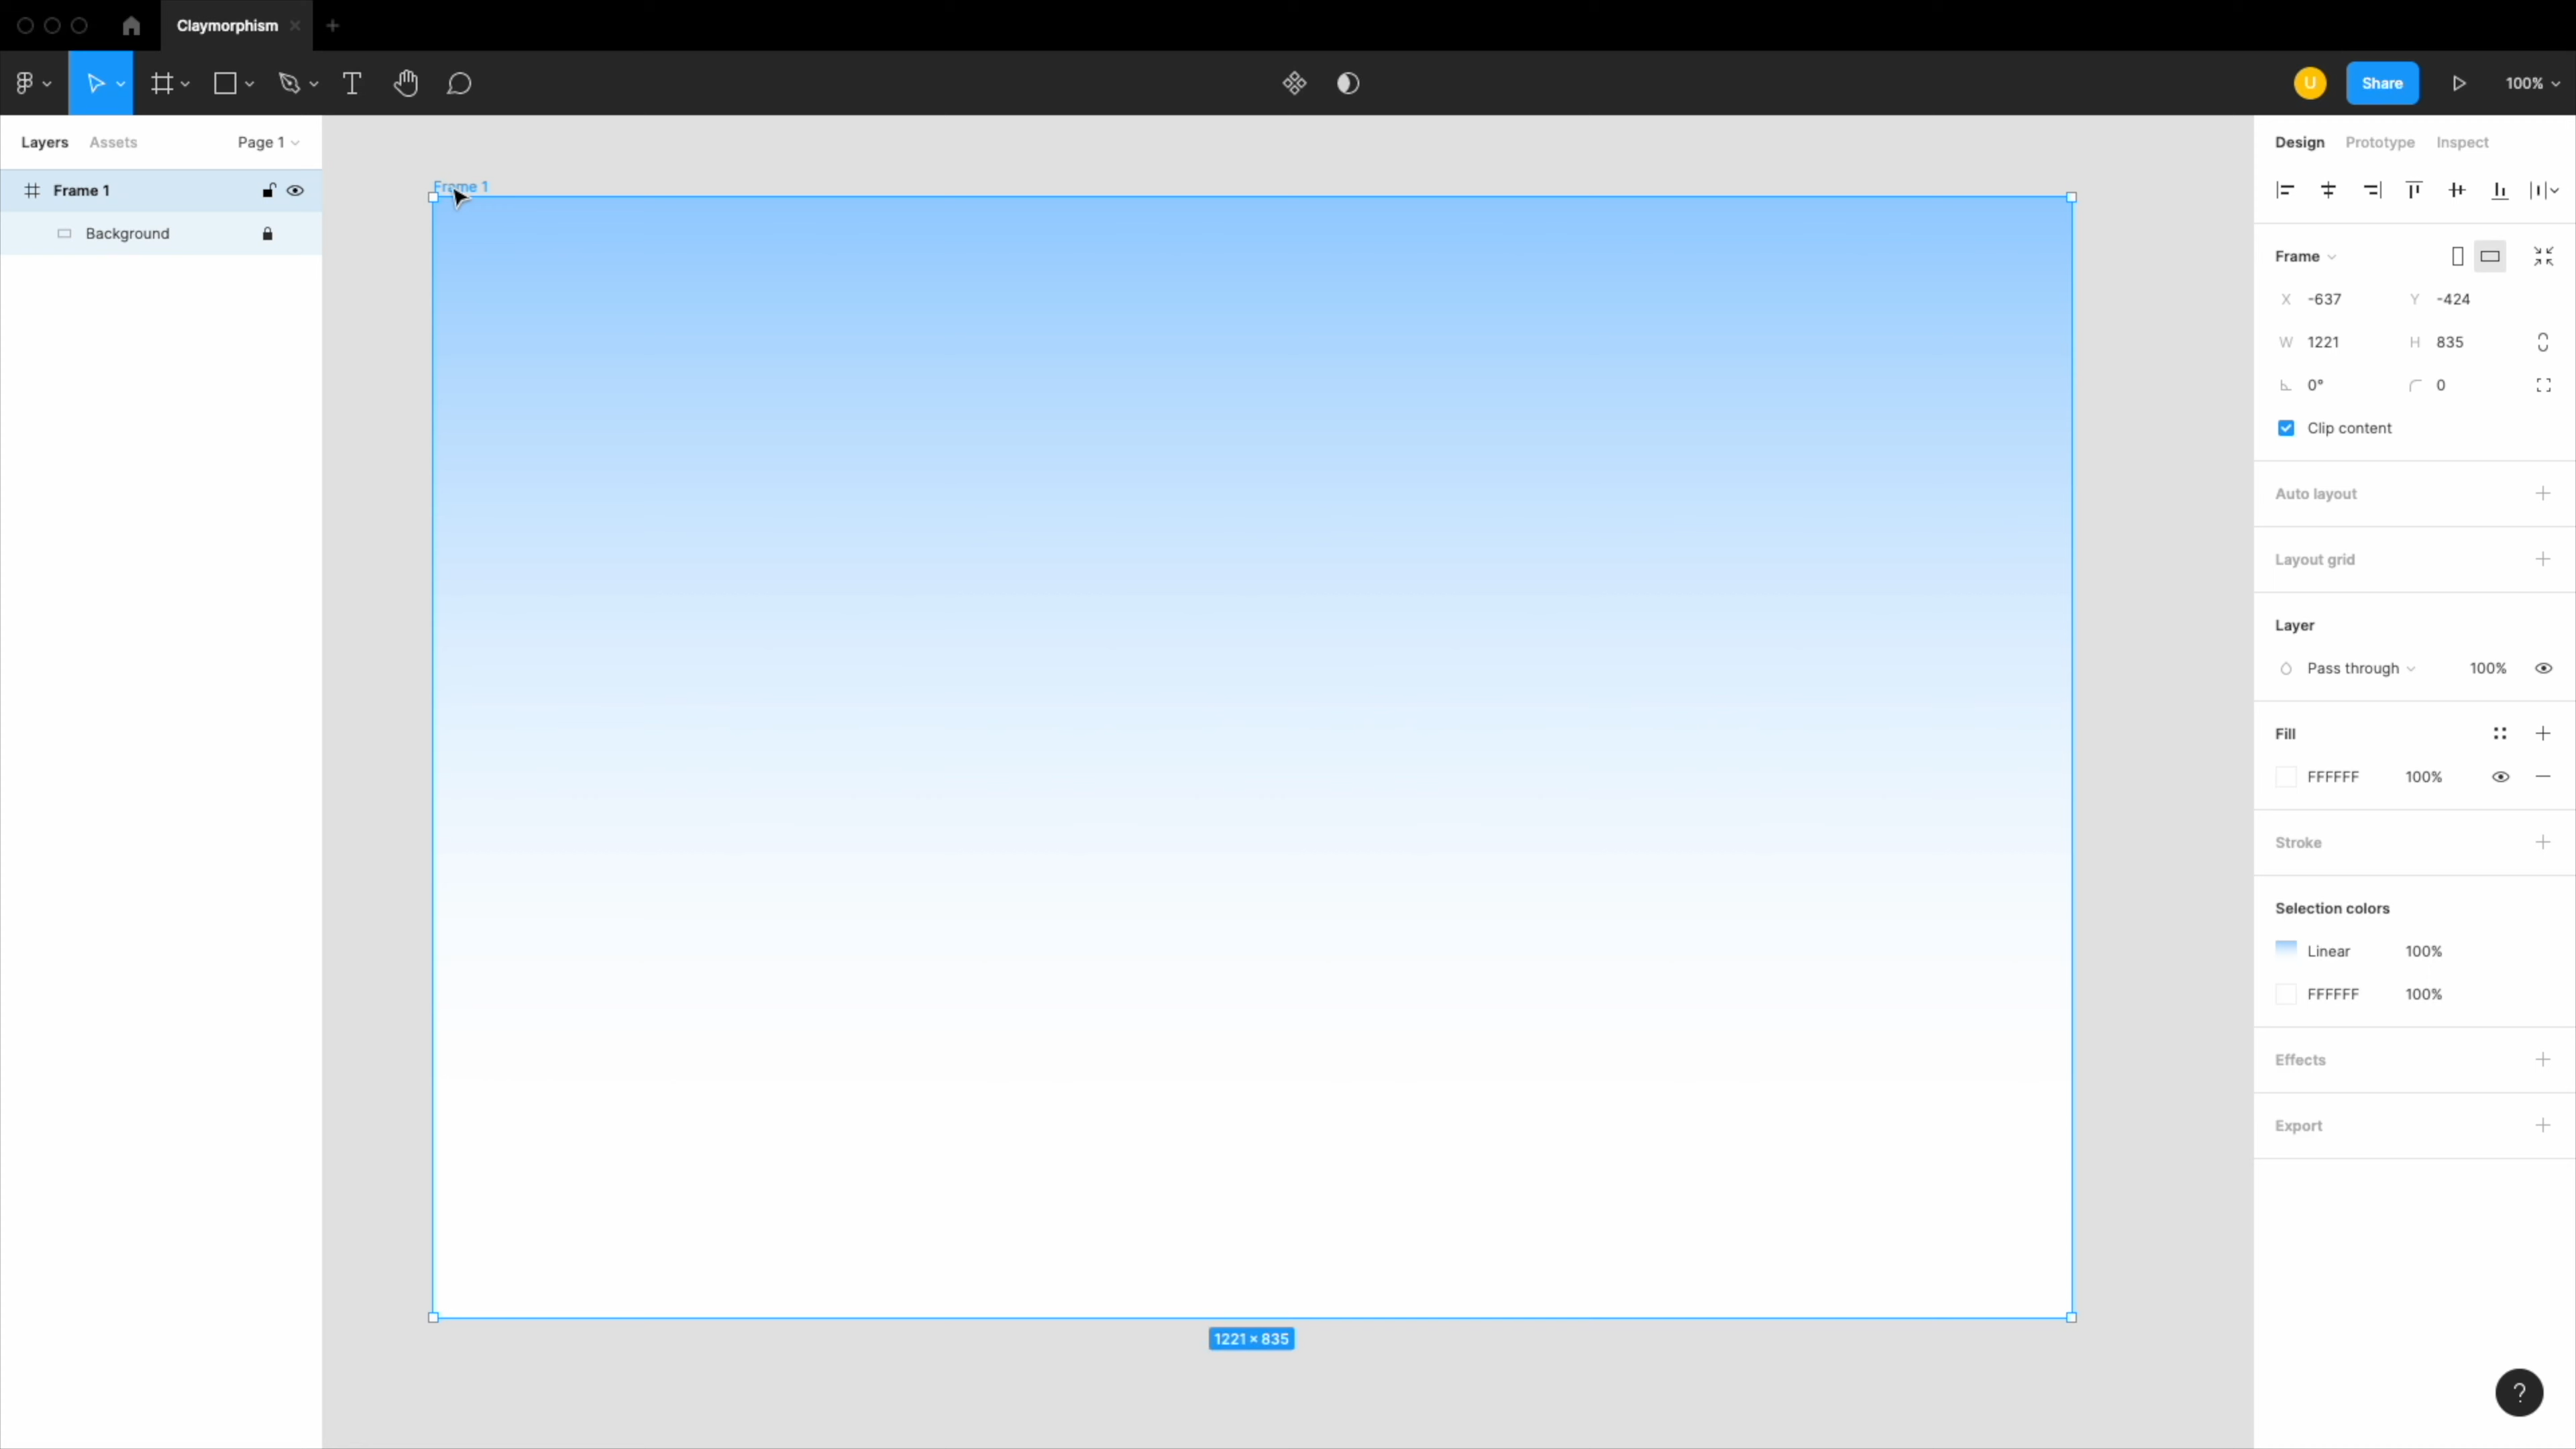 Claymorphism
U
Share
100%
Layers
Assets
Page 1
Design
Prototype
Inspect
Frame 1
Background
Frame 1
1221 × 835
Frame
X -637
Y -424
W 1221
H 835
0°
0
Clip content
Auto layout
Layout grid
Layer
Pass through
100%
Fill
FFFFFF
100%
Stroke
Selection colors
Linear
100%
FFFFFF
100%
Effects
Export
?